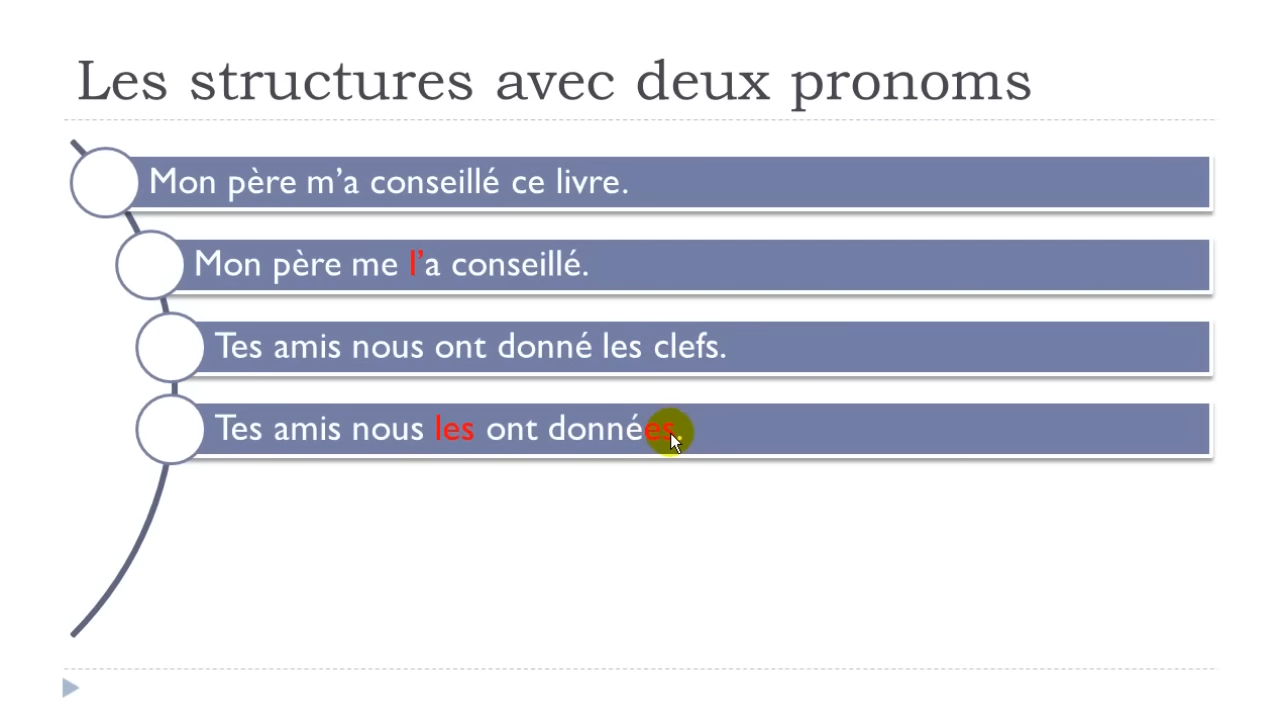 Les structures avec deux pronoms
Mon père m’a conseillé ce livre.
Mon père me l’a conseillé.
Tes amis nous ont donné les clefs.
Tes amis nous les ont données.